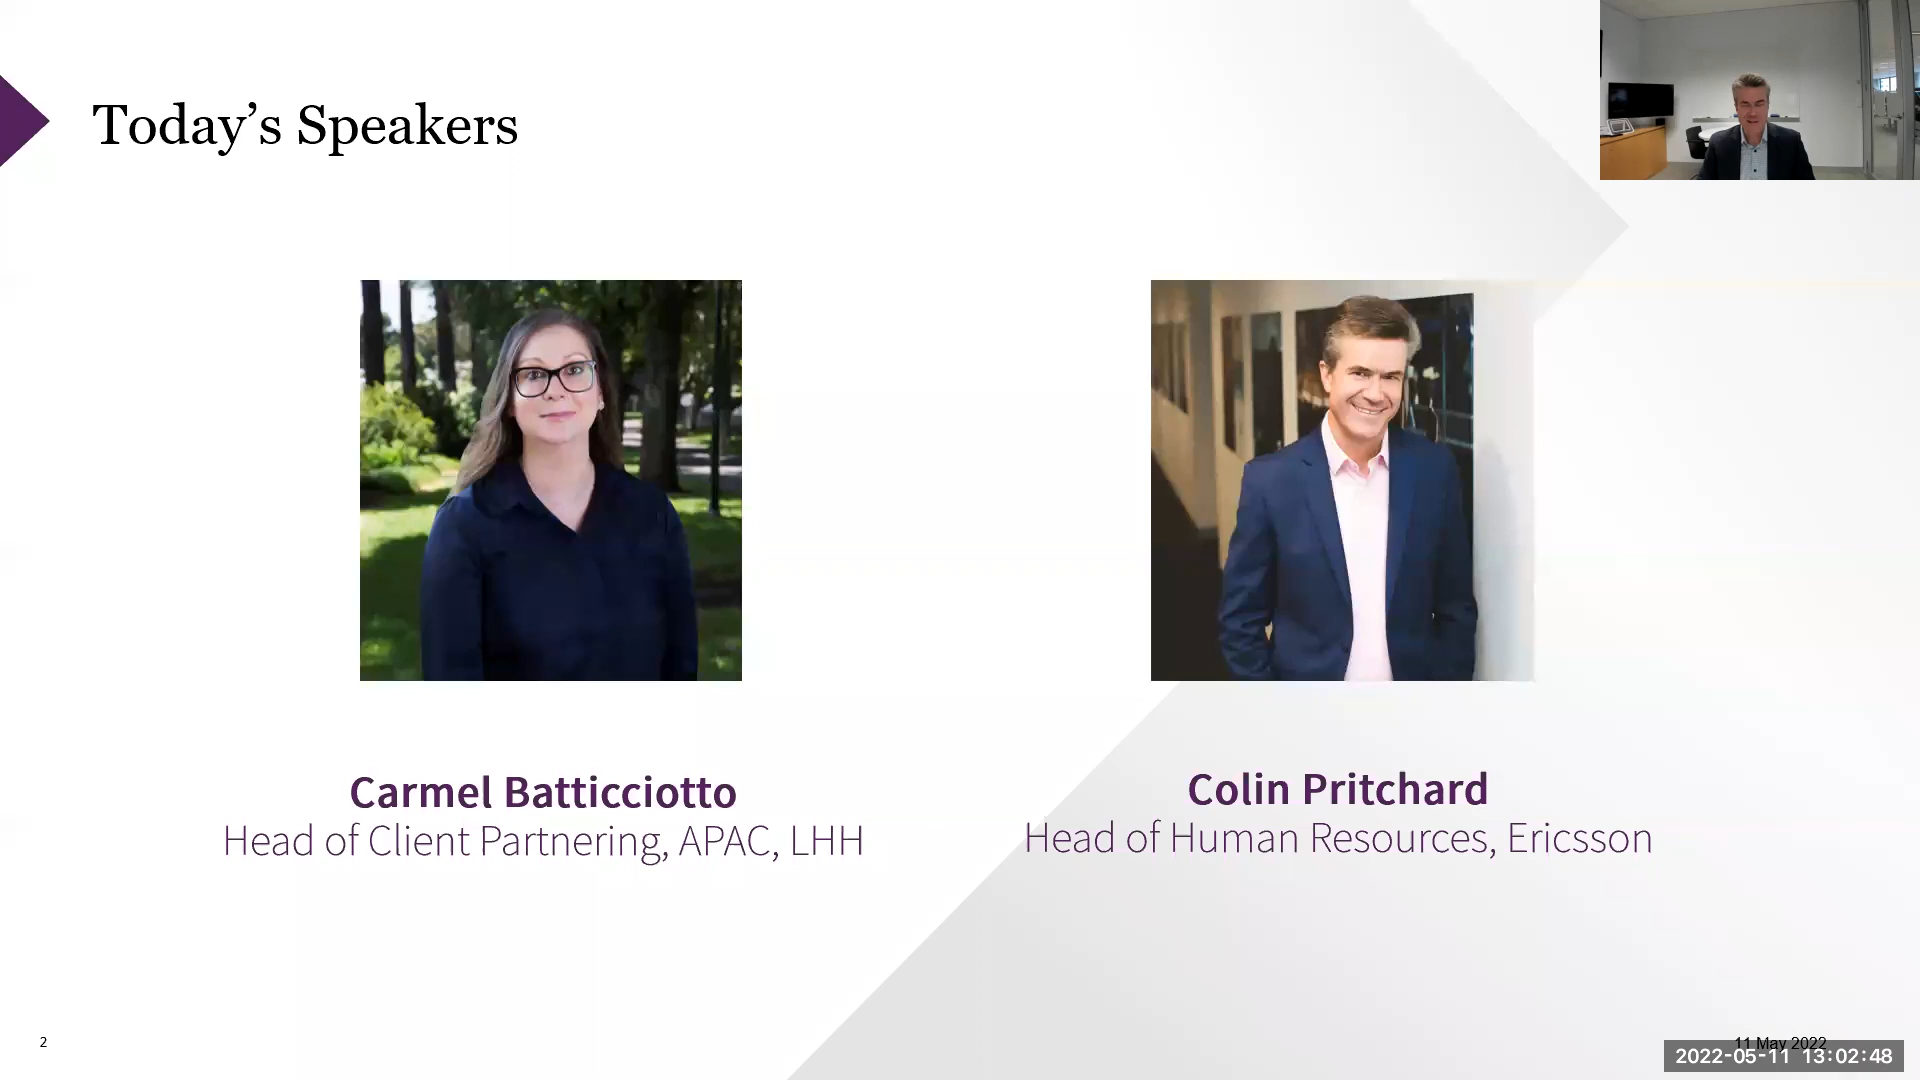 Today’s Speakers
Carmel Batticciotto
Head of Client Partnering, APAC, LHH
Colin Pritchard
Head of Human Resources, Ericsson
2
11 May 2022
2022-05-11 13:02:48